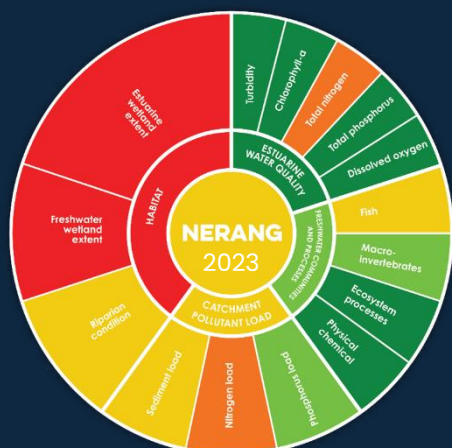 NERANG
2023
HABITAT
ESTUARINE
WATER QUALITY
FRESHWATER COMMUNITIES
AND PROCESSES
CATCHMENT
POLLUTANT LOAD
Turbidity
Chlorophyll-a
Total nitrogen
Total phosphorus
Dissolved oxygen
Fish
Macro-
invertebrates
Ecosystem
processes
Physical
chemical
Phosphorus load
Nitrogen load
Sediment load
Riparian
condition
Freshwater
wetland
extent
Estuarine
wetland
extent